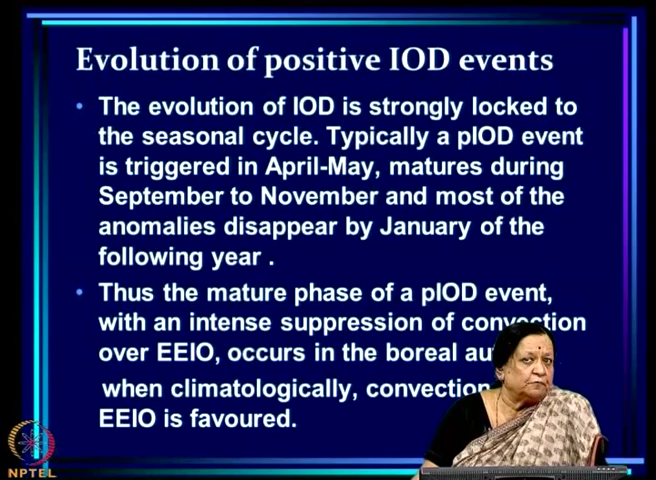 Evolution of positive IOD events
• The evolution of IOD is strongly locked to
the seasonal cycle. Typically a pIOD event
is triggered in April-May, matures during
September to November and most of the
anomalies disappear by January of the
following year .
• Thus the mature phase of a pIOD event,
with an intense suppression of convection
over EEIO, occurs in the boreal
when climatologically, convection
EEIO is favoured.
NPTEL